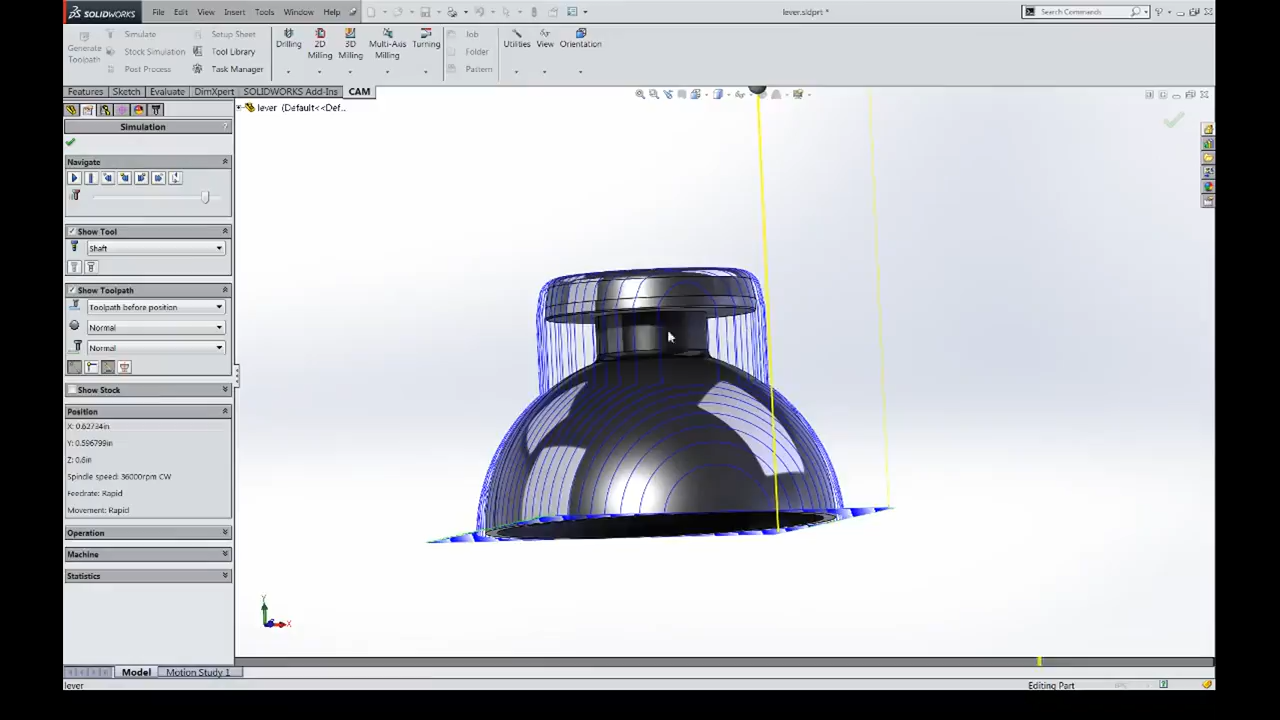 SOLIDWORKS File Edit View Insert Tools Window Help lever.sldprt * Search Commands
Generate Toolpath Simulate Setup Sheet Drilling 2D Milling 3D Milling Multi-Axis Milling Turning Job Utilities View Orientation
Stock Simulation Tool Library Folder
Post Process Task Manager Pattern
Features Sketch Evaluate DimXpert SOLIDWORKS Add-Ins CAM
lever (Default<<Def...
Simulation
Navigate
Show Tool
Shaft
Show Toolpath
Toolpath before position
Normal
Normal
Show Stock
Position
X: 0.62734in
Y: 0.596799in
Z: 0.6in
Spindle speed: 36000rpm CW
Feedrate: Rapid
Movement: Rapid
Operation
Machine
Statistics
Y
X
Model Motion Study 1
lever Editing Part